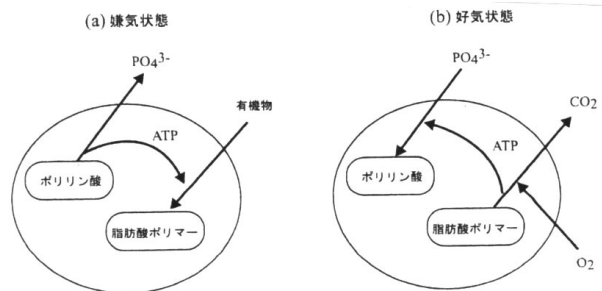 (a) 嫌気状態
PO₄³⁻
有機物
ATP
ポリリン酸
脂肪酸ポリマー
(b) 好気状態
PO₄³⁻
CO₂
ATP
ポリリン酸
脂肪酸ポリマー
O₂